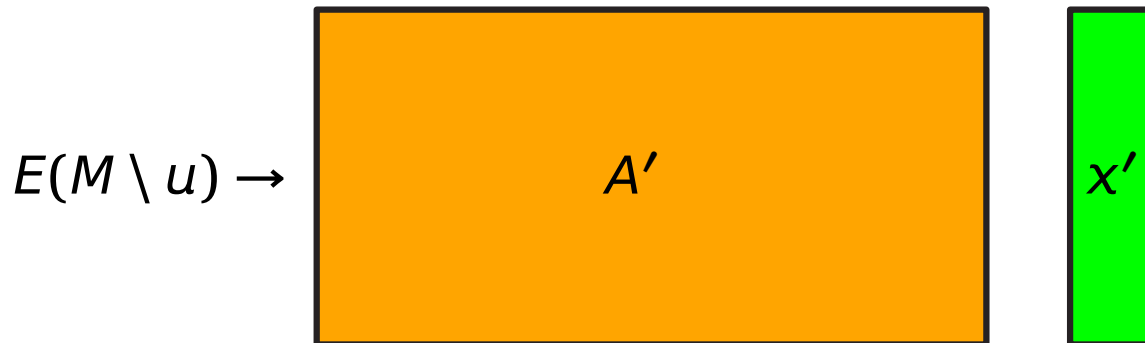 E(M \ u) → A′ x′